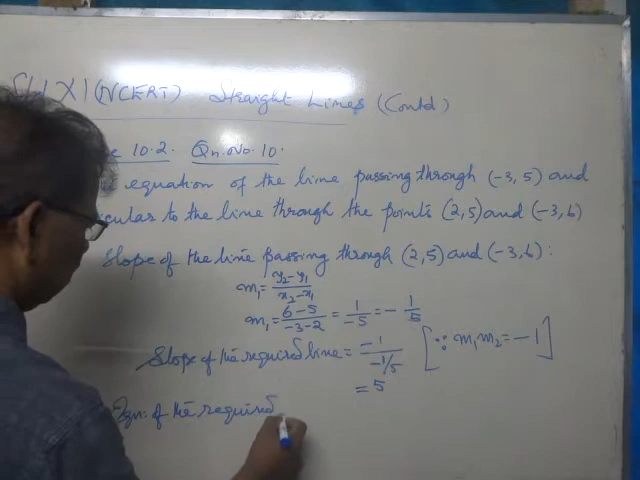 XI (NCERT) Straight Lines (Contd)
10.2. Qn.No.10.
equation of the line passing through (-3, 5) and
cular to the line through the points (2,5) and (-3,6)
Slope of the line passing through (2,5) and (-3,6):
m₁ = y₂-y₁/x₂-x₁
m₁ = 6-5/-3-2 = 1/-5 = -1/5
Slope of the required line = -1/-1/5 [∵ m₁m₂ = -1]
= 5
Eqn: of the required